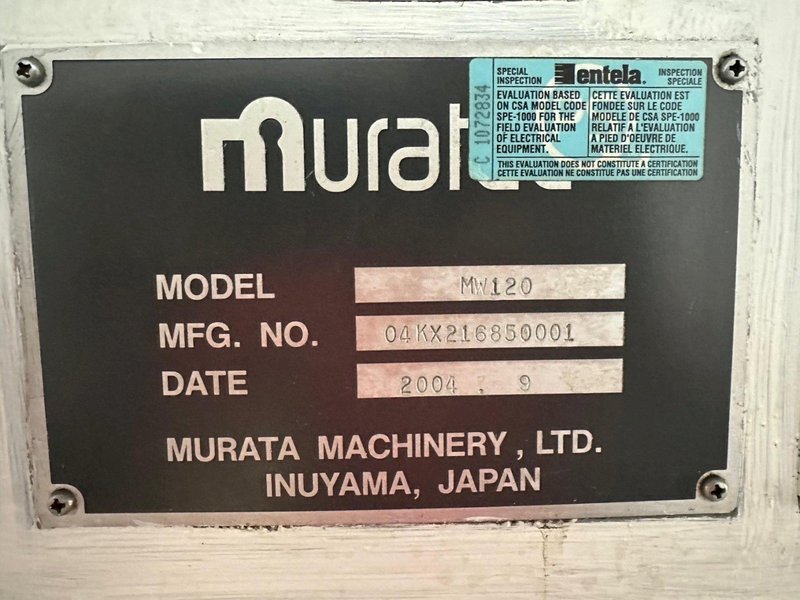 muratec
SPECIAL INSPECTION
entela®
INSPECTION SPECIALE
C 1072834
EVALUATION BASED
ON CSA MODEL CODE
SPE-1000 FOR THE
FIELD EVALUATION
OF ELECTRICAL
EQUIPMENT.
CETTE EVALUATION EST
FONDEE SUR LE CODE
MODELE DE CSA SPE-1000
RELATIF A L'EVALUATION
A PIED D'OEUVRE DE
MATERIEL ELECTRIQUE.
THIS EVALUATION DOES NOT CONSTITUTE A CERTIFICATION
CETTE EVALUATION NE CONSTITUE PAS UNE CERTIFICATION
MODEL MW120
MFG. NO. 04KX216850001
DATE 2004 . 9
MURATA MACHINERY, LTD.
INUYAMA, JAPAN